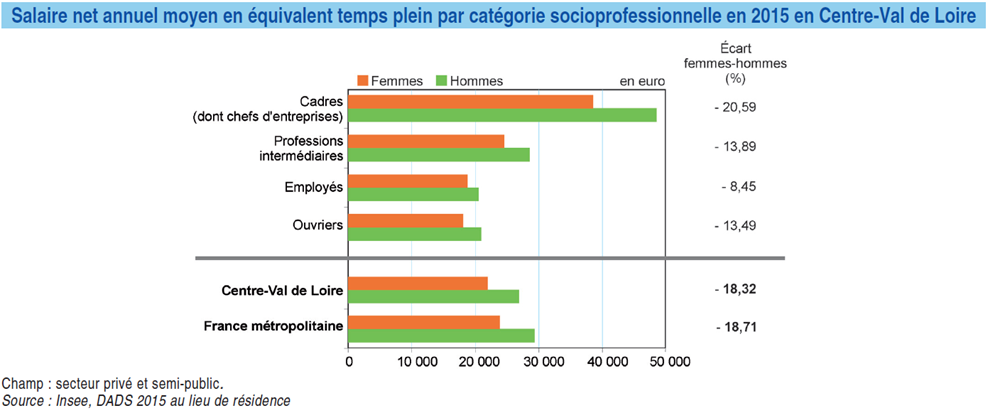 Salaire net annuel moyen en équivalent temps plein par catégorie socioprofessionnelle en 2015 en Centre-Val de Loire
Écart
femmes-hommes
(%)
Femmes Hommes en euro
Cadres
(dont chefs d'entreprises) - 20,59
Professions
intermédiaires - 13,89
Employés - 8,45
Ouvriers - 13,49
Centre-Val de Loire - 18,32
France métropolitaine - 18,71
0 10 000 20 000 30 000 40 000 50 000
Champ : secteur privé et semi-public.
Source : Insee, DADS 2015 au lieu de résidence